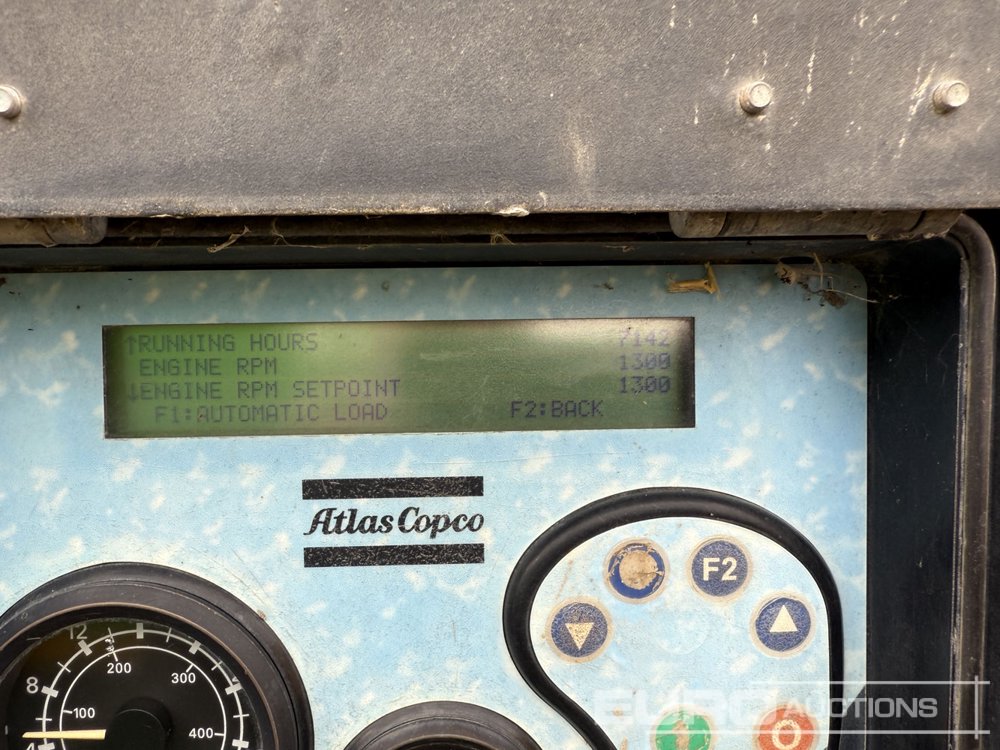 ↑RUNNING HOURS 7142
ENGINE RPM 1300
↓ENGINE RPM SETPOINT 1300
F1:AUTOMATIC LOAD F2:BACK
Atlas Copco
F2
12
200
300
8
100
400
4
EURO AUCTIONS